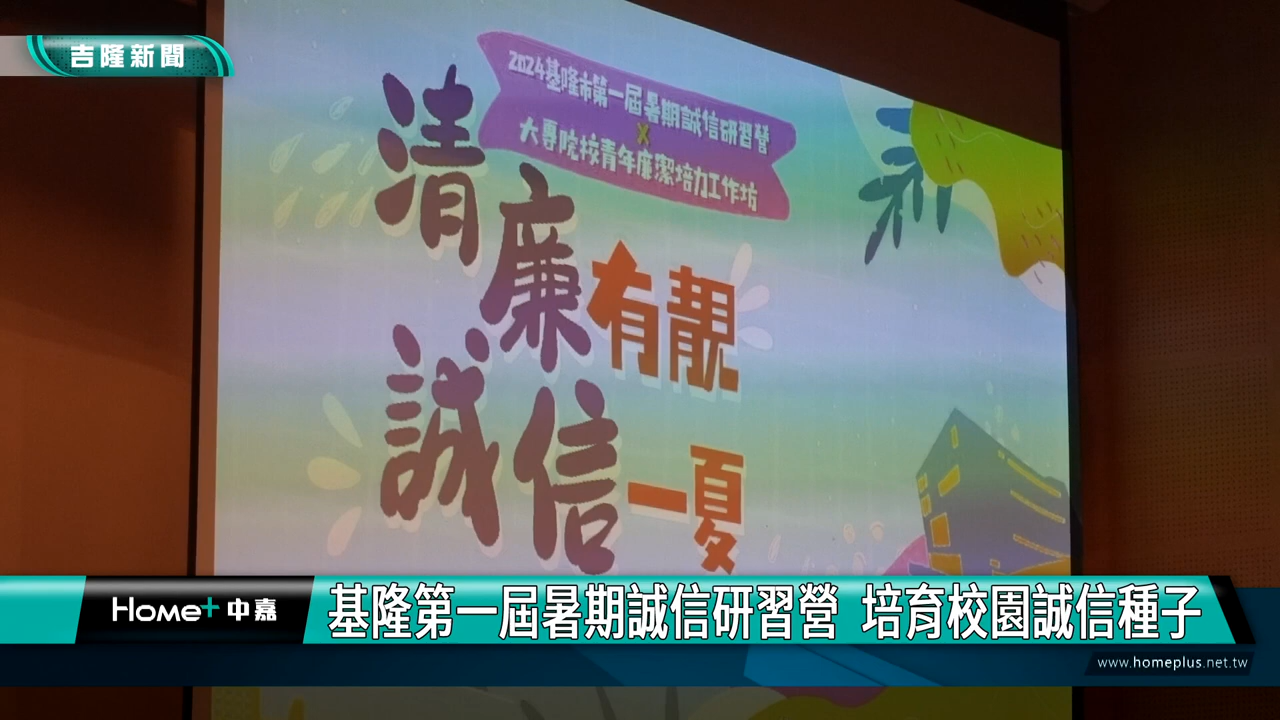 吉隆新聞
2024基隆市第一屆暑期誠信研習營
X
大專院校青年廉潔培力工作坊
清廉有靚
誠信一夏
Home+中嘉
基隆第一屆暑期誠信研習營 培育校園誠信種子
www.homeplus.net.tw